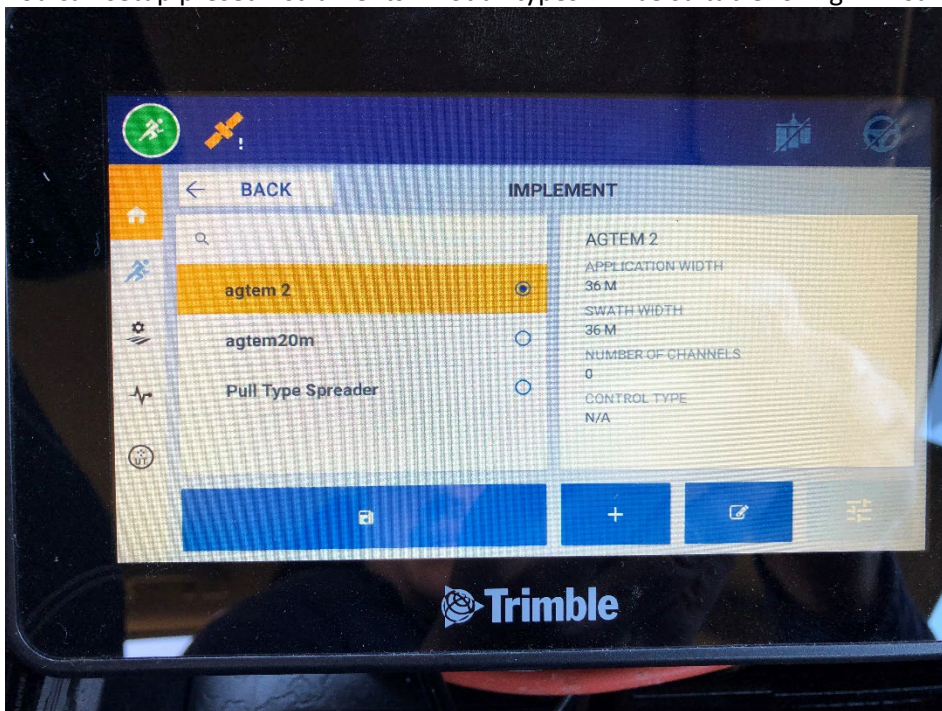 ← BACK
IMPLEMENT
agtem 2
agtem20m
Pull Type Spreader
AGTEM 2
APPLICATION WIDTH
36 M
SWATH WIDTH
36 M
NUMBER OF CHANNELS
0
CONTROL TYPE
N/A
UT
+
Trimble